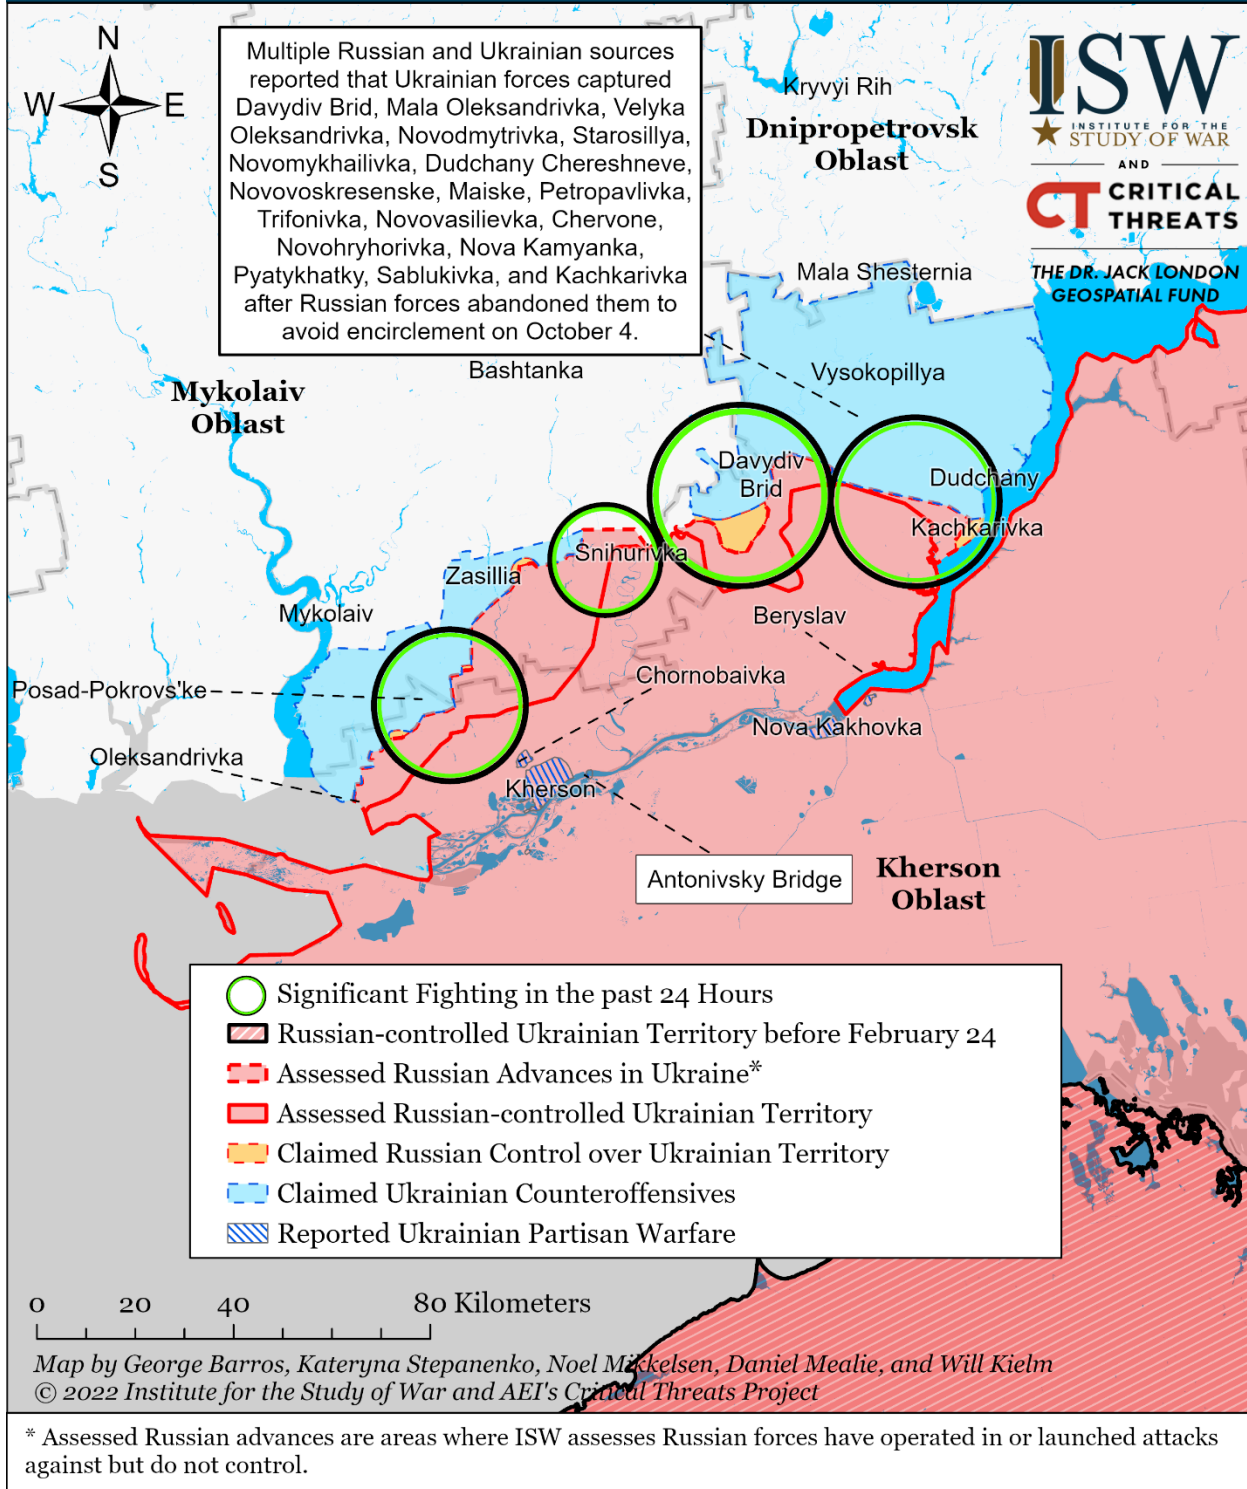 N
W
E
S
Multiple Russian and Ukrainian sources
reported that Ukrainian forces captured
Davydiv Brid, Mala Oleksandrivka, Velyka
Oleksandrivka, Novodmytrivka, Starosillya,
Novomykhailivka, Dudchany Chereshneve,
Novovoskresenske, Maiske, Petropavlivka,
Trifonivka, Novovasilievka, Chervone,
Novohryhorivka, Nova Kamyanka,
Pyatykhatky, Sablukivka, and Kachkarivka
after Russian forces abandoned them to
avoid encirclement on October 4.
ISW
INSTITUTE FOR THE
STUDY OF WAR
AND
CT CRITICAL
THREATS
THE DR. JACK LONDON
GEOSPATIAL FUND
Kryvyi Rih
Dnipropetrovsk
Oblast
Mala Shesternia
Bashtanka
Vysokopillya
Mykolaiv
Oblast
Davydiv
Brid
Dudchany
Kachkarivka
Snihurivka
Zasillia
Mykolaiv
Beryslav
Chornobaivka
Posad-Pokrovs'ke
Nova Kakhovka
Oleksandrivka
Kherson
Antonivsky Bridge
Kherson
Oblast
Significant Fighting in the past 24 Hours
Russian-controlled Ukrainian Territory before February 24
Assessed Russian Advances in Ukraine*
Assessed Russian-controlled Ukrainian Territory
Claimed Russian Control over Ukrainian Territory
Claimed Ukrainian Counteroffensives
Reported Ukrainian Partisan Warfare
0 20 40 80 Kilometers
Map by George Barros, Kateryna Stepanenko, Noel Mikkelsen, Daniel Mealie, and Will Kielm
© 2022 Institute for the Study of War and AEI's Critical Threats Project
* Assessed Russian advances are areas where ISW assesses Russian forces have operated in or launched attacks
against but do not control.